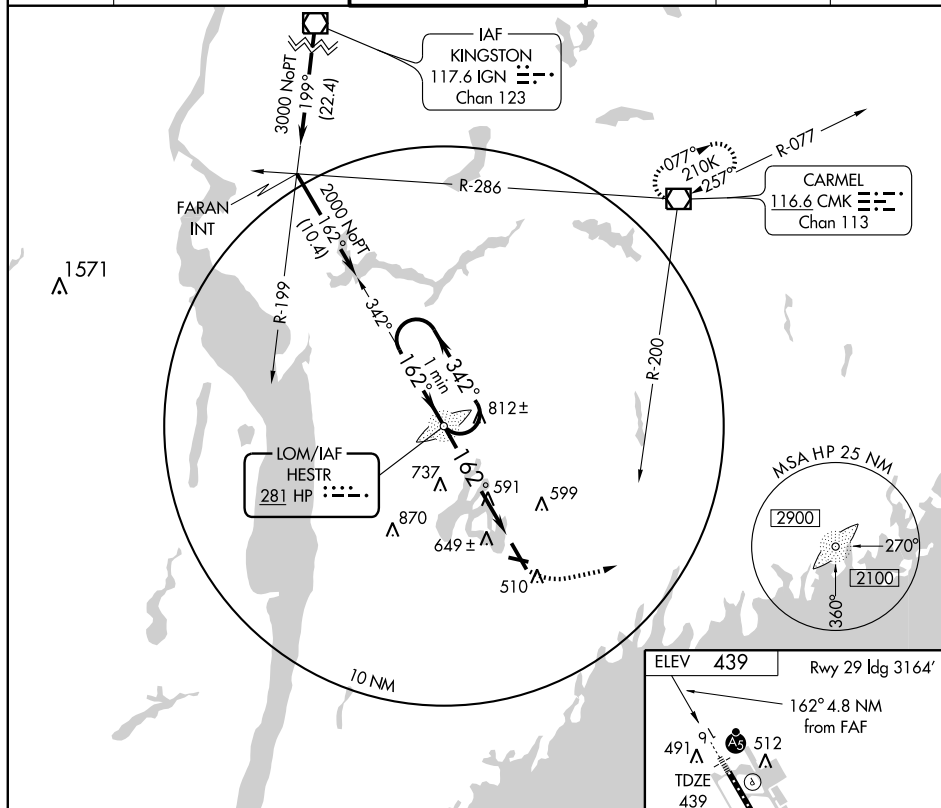 IAF
KINGSTON
117.6 IGN
Chan 123
3000 NoPT
199°
(22.4)
R-077
077°
210K
257°
CARMEL
116.6 CMK
Chan 113
R-286
FARAN
INT
2000 NoPT
162°
(10.4)
1571
R-199
342°
R-200
1 min
162°
342°
812±
LOM/IAF
HESTR
281 HP
737
162°
591
599
870
649±
510
MSA HP 25 NM
2900
270°
2100
360°
10 NM
ELEV 439
Rwy 29 ldg 3164'
162° 4.8 NM
from FAF
491
16
A5
512
TDZE
439